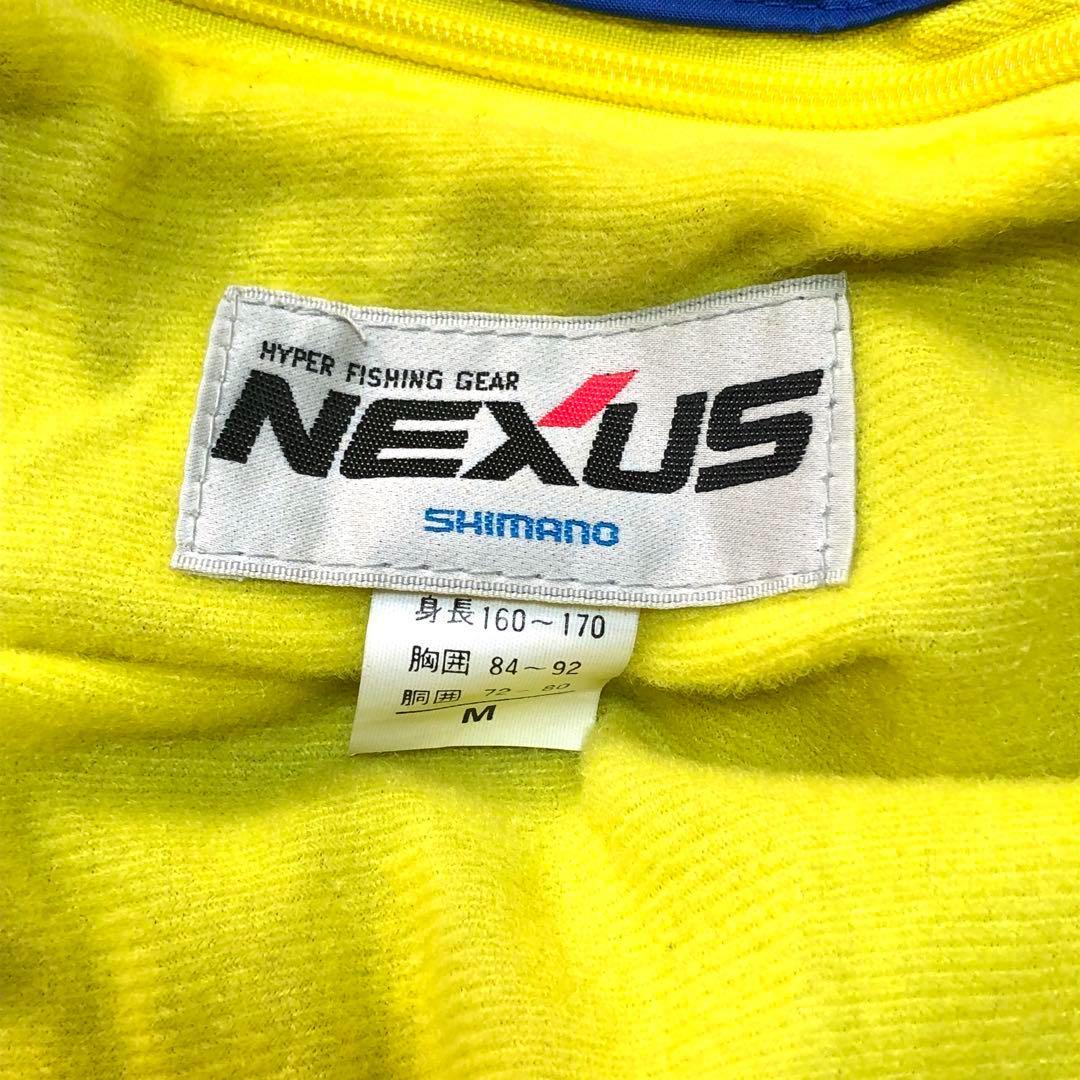 HYPER FISHING GEAR
NEXUS
SHIMANO
身長160～170
胸囲 84～92
胴囲 72－80
M